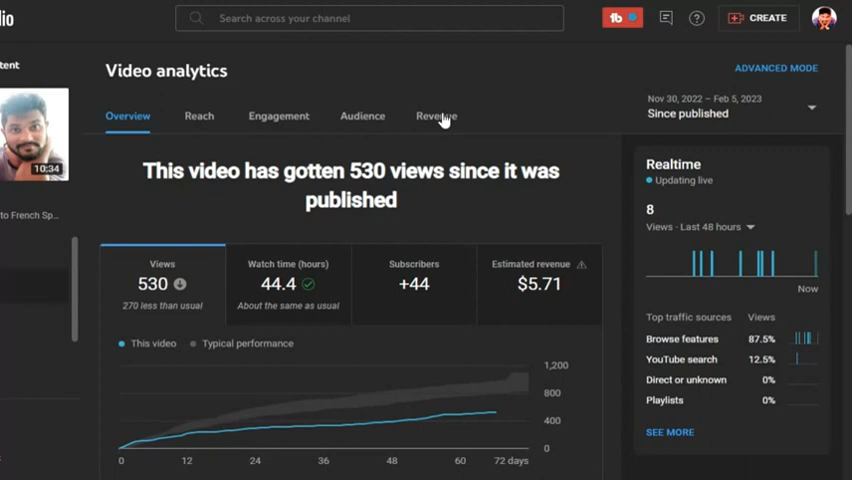 lio
Search across your channel
tb
CREATE
tent
10:34
to French Sp...
Video analytics
ADVANCED MODE
Overview
Reach
Engagement
Audience
Nov 30, 2022 – Feb 5, 2023
Since published
This video has gotten 530 views since it was
published
Views
530
270 less than usual
Watch time (hours)
44.4
About the same as usual
Subscribers
+44
Estimated revenue
$5.71
This video
Typical performance
1,200
800
400
0
0
12
24
36
48
60
72 days
Realtime
Updating live
8
Views · Last 48 hours
Now
Top traffic sources
Views
Browse features
87.5%
YouTube search
12.5%
Direct or unknown
0%
Playlists
0%
SEE MORE